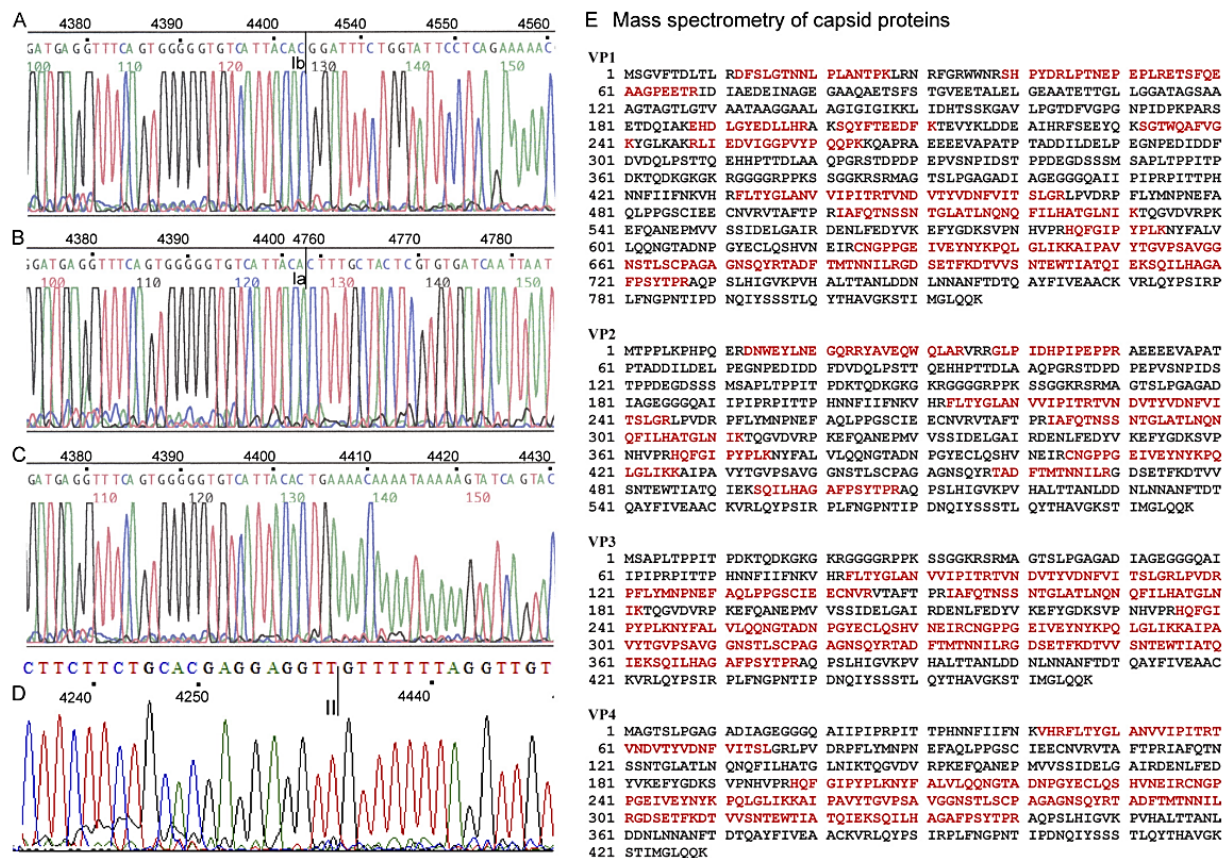 A
4380 4390 4400 4540 4550 4560
GATGAGGTTTCAGTGGGGGTGTCATTACACGGATTTCTGGTATTCCTCAGAAAAAC
100 110 120 Ib 130 140 150
B
4380 4390 4400 4760 4770 4780
GATGAGGTTTCAGTGGGGGTGTCATTACACTTTGCTACTCGTGTGATCAATTAAT
100 110 120 Ia 130 140 150
C
4380 4390 4400 4410 4420 4430
GATGAGGTTTCAGTGGGGGTGTCATTACACTGAAAACAAAATAAAAAGTATCAGTAC
110 120 130 140 150
CTTCTTCTGCACGAGGAGGTTGTTTTTTAGGTTGT
D
4240 4250 II 4440
E Mass spectrometry of capsid proteins
VP1
1 MSGVFTDLTL RDFSLGTNNL PLANTPKLRN RFGRWWNRSH PYDRLPTNEP EPLRETSFQE
61 AAGPEETRID IAEDEINAGE GAAQAETSFS TGVEETALEL GEAATETTGL LGGATAGSAA
121 AGTAGTLGTV AATAAGGAAL AGIGIGIKKL IDHTSSKGAV LPGTDFVGPG NPIDPKPARS
181 ETDQIAKEHD LGYEDLLHRA KSQYFTEEDF KTEVYKLDDE AIHRFSEEYQ KSGTWQAFVG
241 KYGLKAKRLI EDVIGGPVYP QQPKKQAPRA EEEEVAPATP TADDILDELP EGNPEDIDDF
301 DVDQLPSTTQ EHHPTTDLAA QPGRSTDPDP EPVSNPIDST PPDEGDSSSM SAPLTPPITP
361 DKTQDKGKGK RGGGGRPPKS SGGKRSRMAG TSLPGAGADI AGEGGGQAII PIPRPITTPH
421 NNFIIFNKVH RFLTYGLANV VIPITRTVND VTYVDNFVIT SLGRLPVDRP FLYMNPNEFA
481 QLPPGSCIEE CNVRVTAFTP RIAFQTNSSN TGLATLNQNQ FILHATGLNI KTQGVDVRPK
541 EFQANEPMVV SSIDELGAIR DENLFEDYVK EFYGDKSVPN HVPRHQFGIP YPLKNYFALV
601 LQQNGTADNP GYECLQSHVN EIRCNGPPGE IVEYNYKPQL GLIKKAIPAV YTGVPSAVGG
661 NSTLSCPAGA GNSQYRTADF TMTNNILRGD SETFKDTVVS NTEWTIATQI EKSQILHAGA
721 FPSYTPRAQP SLHIGVKPVH ALTTANLDDN LNNANFTDTQ AYFIVEAACK VRLQYPSIRP
781 LFNGPNTIPD NQIYSSSTLQ YTHAVGKSTI MGLQQK
VP2
1 MTPPLKPHPQ ERDNWEYLNE GQRRYAVEQW QLARVRRGLP IDHPIPEPPR AEEEEVAPAT
61 PTADDILDEL PEGNPEDIDD FDVDQLPSTT QEHHPTTDLA AQPGRSTDPD PEPVSNPIDS
121 TPPDEGDSSS MSAPLTPPIT PDKTQDKGKG KRGGGGRPPK SSGGKRSRMA GTSLPGAGAD
181 IAGEGGGQAI IPIPRPITTP HNNFIIFNKV HRFLTYGLAN VVIPITRTVN DVTYVDNFVI
241 TSLGRLPVDR PFLYMNPNEF AQLPPGSCIE ECNVRVTAFT PRIAFQTNSS NTGLATLNQN
301 QFILHATGLN IKTQGVDVRP KEFQANEPMV VSSIDELGAI RDENLFEDYV KEFYGDKSVP
361 NHVPRHQFGI PYPLKNYFAL VLQQNGTADN PGYECLQSHV NEIRCNGPPG EIVEYNYKPQ
421 LGLIKKAIPA VYTGVPSAVG GNSTLSCPAG AGNSQYRTAD FTMTNNILRG DSETFKDTVV
481 SNTEWTIATQ IEKSQILHAG AFPSYTPRAQ PSLHIGVKPV HALTTANLDD NLNNANFTDT
541 QAYFIVEAAC KVRLQYPSIR PLFNGPNTIP DNQIYSSSTL QYTHAVGKST IMGLQQK
VP3
1 MSAPLTPPIT PDKTQDKGKG KRGGGGRPPK SSGGKRSRMA GTSLPGAGAD IAGEGGGQAI
61 IPIPRPITTP HNNFIIFNKV HRFLTYGLAN VVIPITRTVN DVTYVDNFVI TSLGRLPVDR
121 PFLYMNPNEF AQLPPGSCIE ECNVRVTAFT PRIAFQTNSS NTGLATLNQN QFILHATGLN
181 IKTQGVDVRP KEFQANEPMV VSSIDELGAI RDENLFEDYV KEFYGDKSVP NHVPRHQFGI
241 PYPLKNYFAL VLQQNGTADN PGYECLQSHV NEIRCNGPPG EIVEYNYKPQ LGLIKKAIPA
301 VYTGVPSAVG GNSTLSCPAG AGNSQYRTAD FTMTNNILRG DSETFKDTVV SNTEWTIATQ
361 IEKSQILHAG AFPSYTPRAQ PSLHIGVKPV HALTTANLDD NLNNANFTDT QAYFIVEAAC
421 KVRLQYPSIR PLFNGPNTIP DNQIYSSSTL QYTHAVGKST IMGLQQK
VP4
1 MAGTSLPGAG ADIAGEGGGQ AIIPIPRPIT TPHNNFIIFN KVHRFLTYGL ANVVIPITRT
61 VNDVTYVDNF VITSLGRLPV DRPFLYMNPN EFAQLPPGSC IEECNVRVTA FTPRIAFQTN
121 SSNTGLATLN QNQFILHATG LNIKTQGVDV RPKEFQANEP MVVSSIDELG AIRDENLFED
181 YVKEFYGDKS VPNHVPRHQF GIPYPLKNYF ALVLQQNGTA DNPGYECLQS HVNEIRCNGP
241 PGEIVEYNYK PQLGLIKKAI PAVYTGVPSA VGGNSTLSCP AGAGNSQYRT ADFTMTNNIL
301 RGDSETFKDT VVSNTEWTIA TQIEKSQILH AGAFPSYTPR AQPSLHIGVK PVHALTTANL
361 DDNLNNANFT DTQAYFIVEA ACKVRLQYPS IRPLFNGPNT IPDNQIYSSS TLQYTHAVGK
421 STIMGLQQK